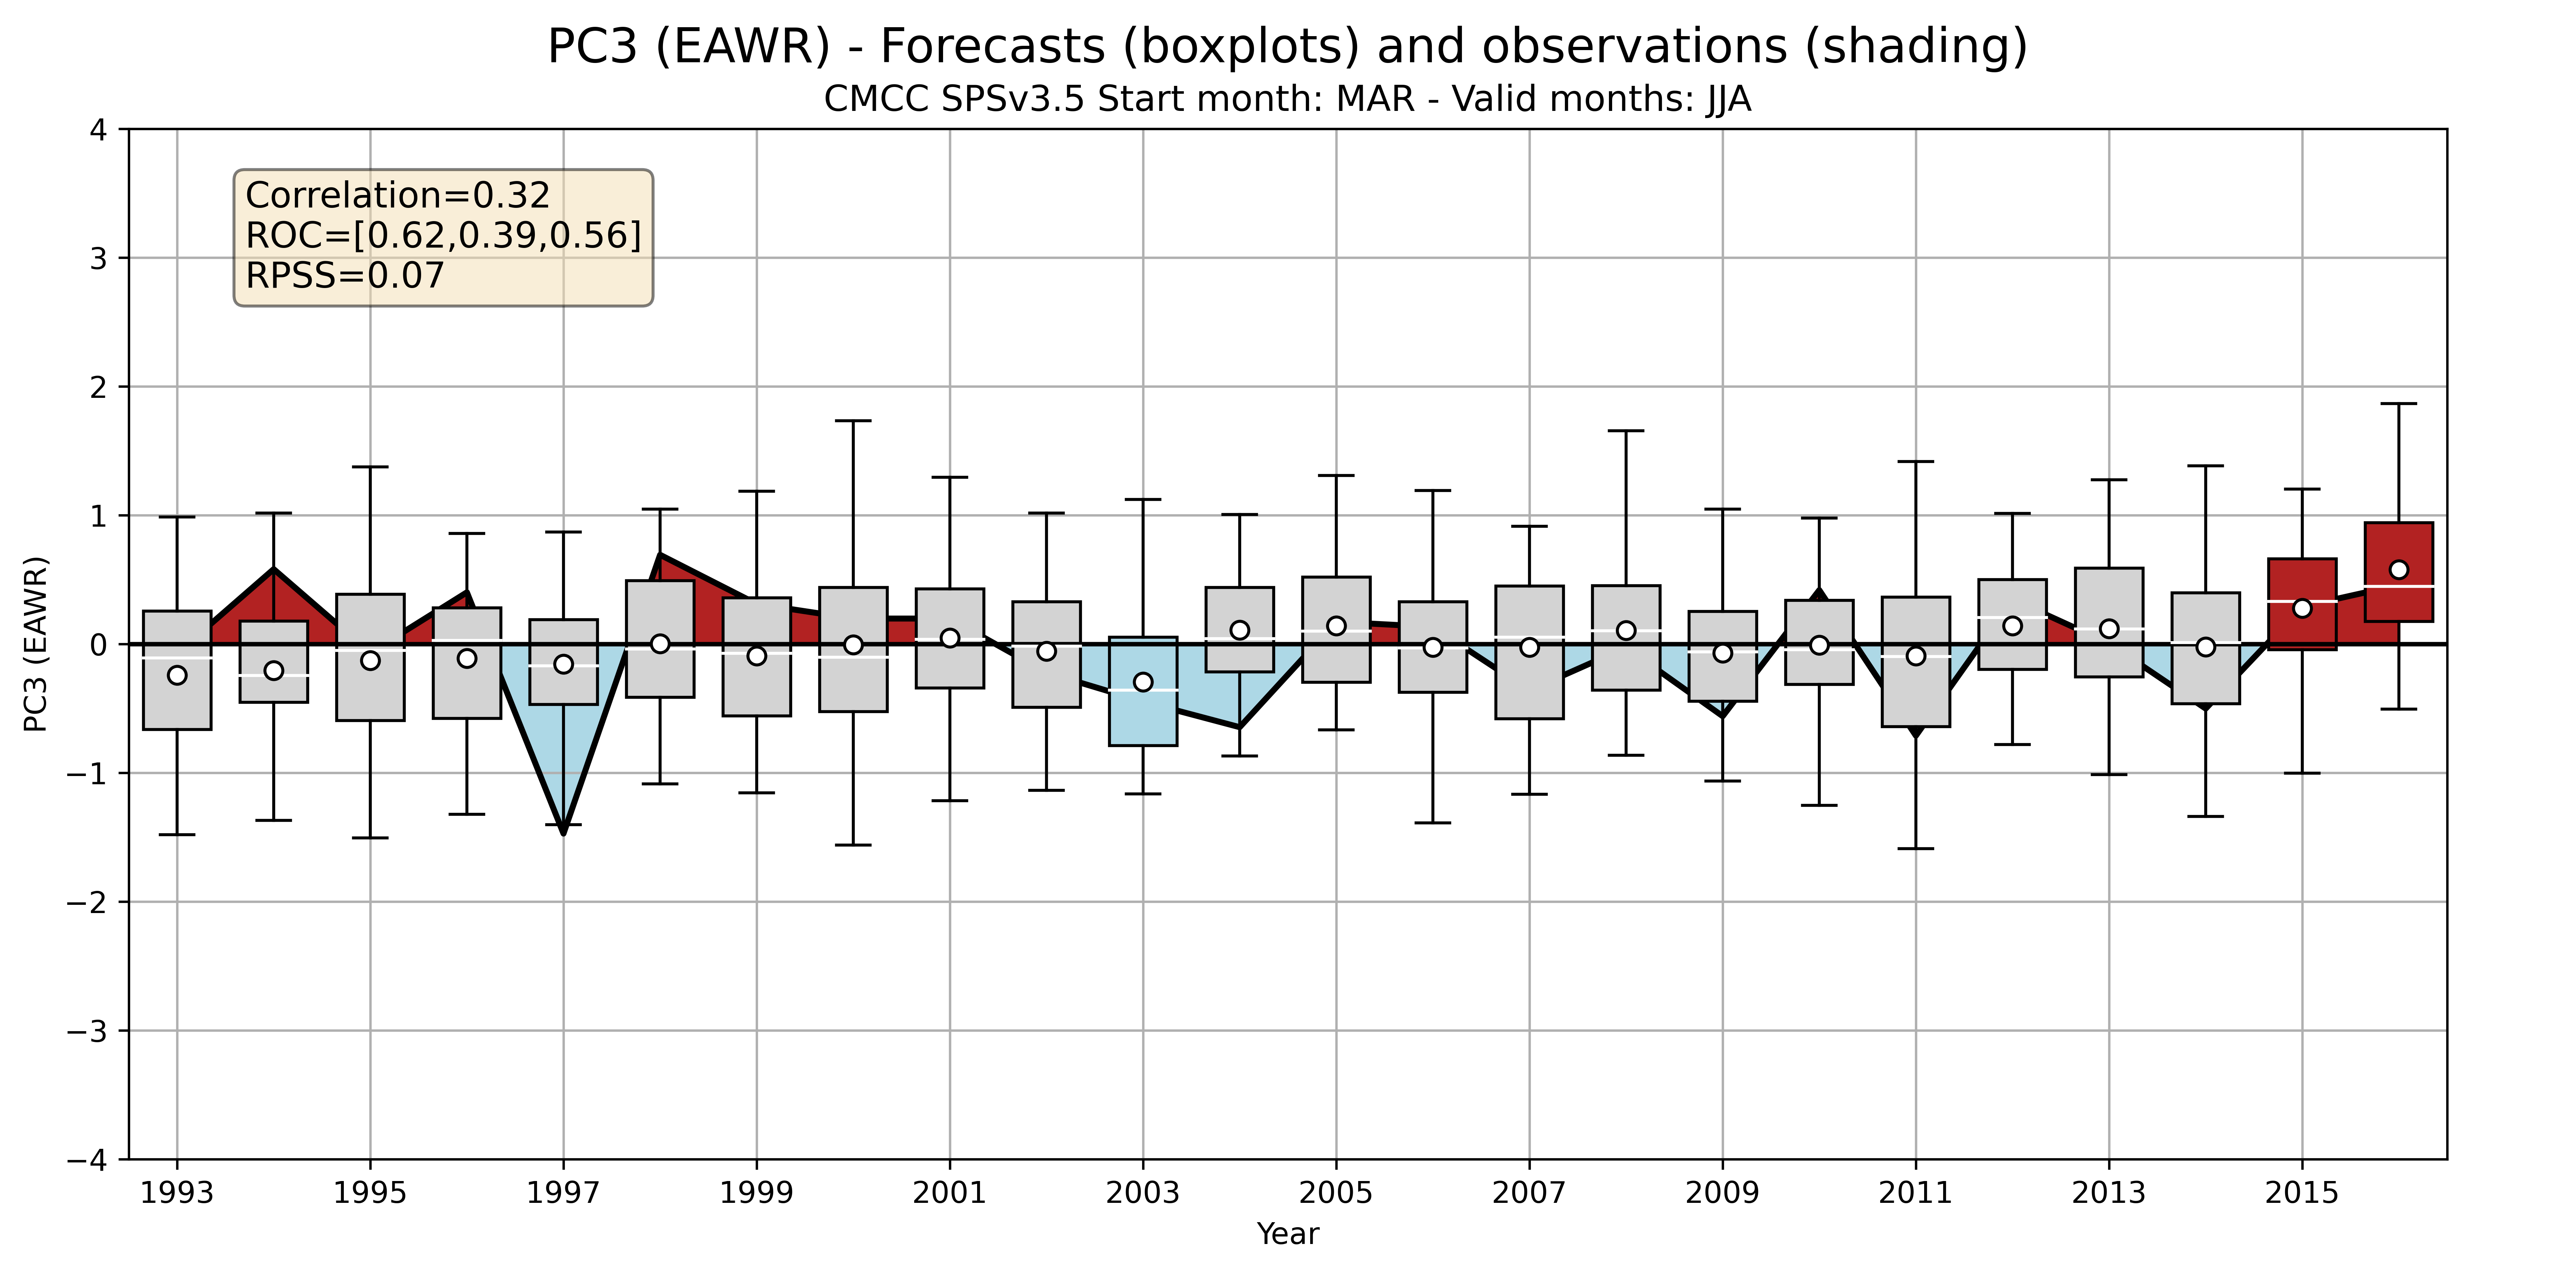 PC3 (EAWR) - Forecasts (boxplots) and observations (shading)
CMCC SPSv3.5 Start month: MAR - Valid months: JJA
Correlation=0.32
ROC=[0.62,0.39,0.56]
RPSS=0.07
PC3 (EAWR)
4
3
2
1
0
−1
−2
−3
−4
1993 1995 1997 1999 2001 2003 2005 2007 2009 2011 2013 2015
Year